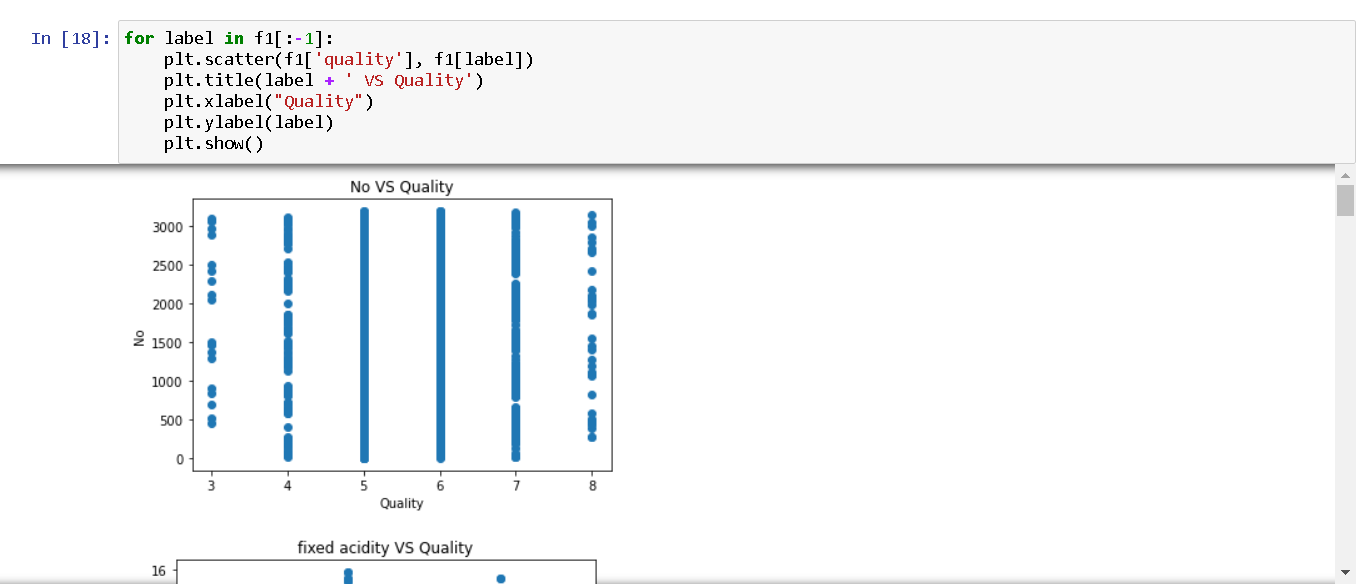 In [18]: for label in f1[:-1]:
    plt.scatter(f1['quality'], f1[label])
    plt.title(label + ' VS Quality')
    plt.xlabel("Quality")
    plt.ylabel(label)
    plt.show()
No VS Quality
3000
2500
2000
1500
1000
500
0
No
3 4 5 6 7 8
Quality
fixed acidity VS Quality
16